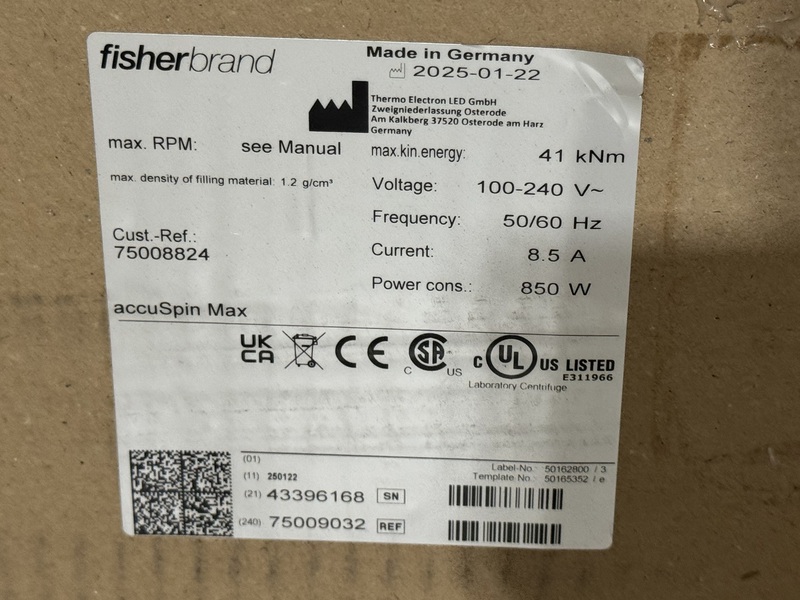 fisherbrand
Made in Germany
2025-01-22
Thermo Electron LED GmbH
Zweigniederlassung Osterode
Am Kalkberg 37520 Osterode am Harz
Germany
max. RPM: see Manual
max.kin.energy: 41 kNm
max. density of filling material: 1.2 g/cm³
Voltage: 100-240 V~
Frequency: 50/60 Hz
Cust.-Ref.:
75008824
Current: 8.5 A
Power cons.: 850 W
accuSpin Max
UK
CA
CE
C SA US
C UL US LISTED
E311966
Laboratory Centrifuge
(01)
(11) 250122
(21) 43396168 SN
(240) 75009032 REF
Label-No. 50162800 / 3
Template No. 50165352 / e